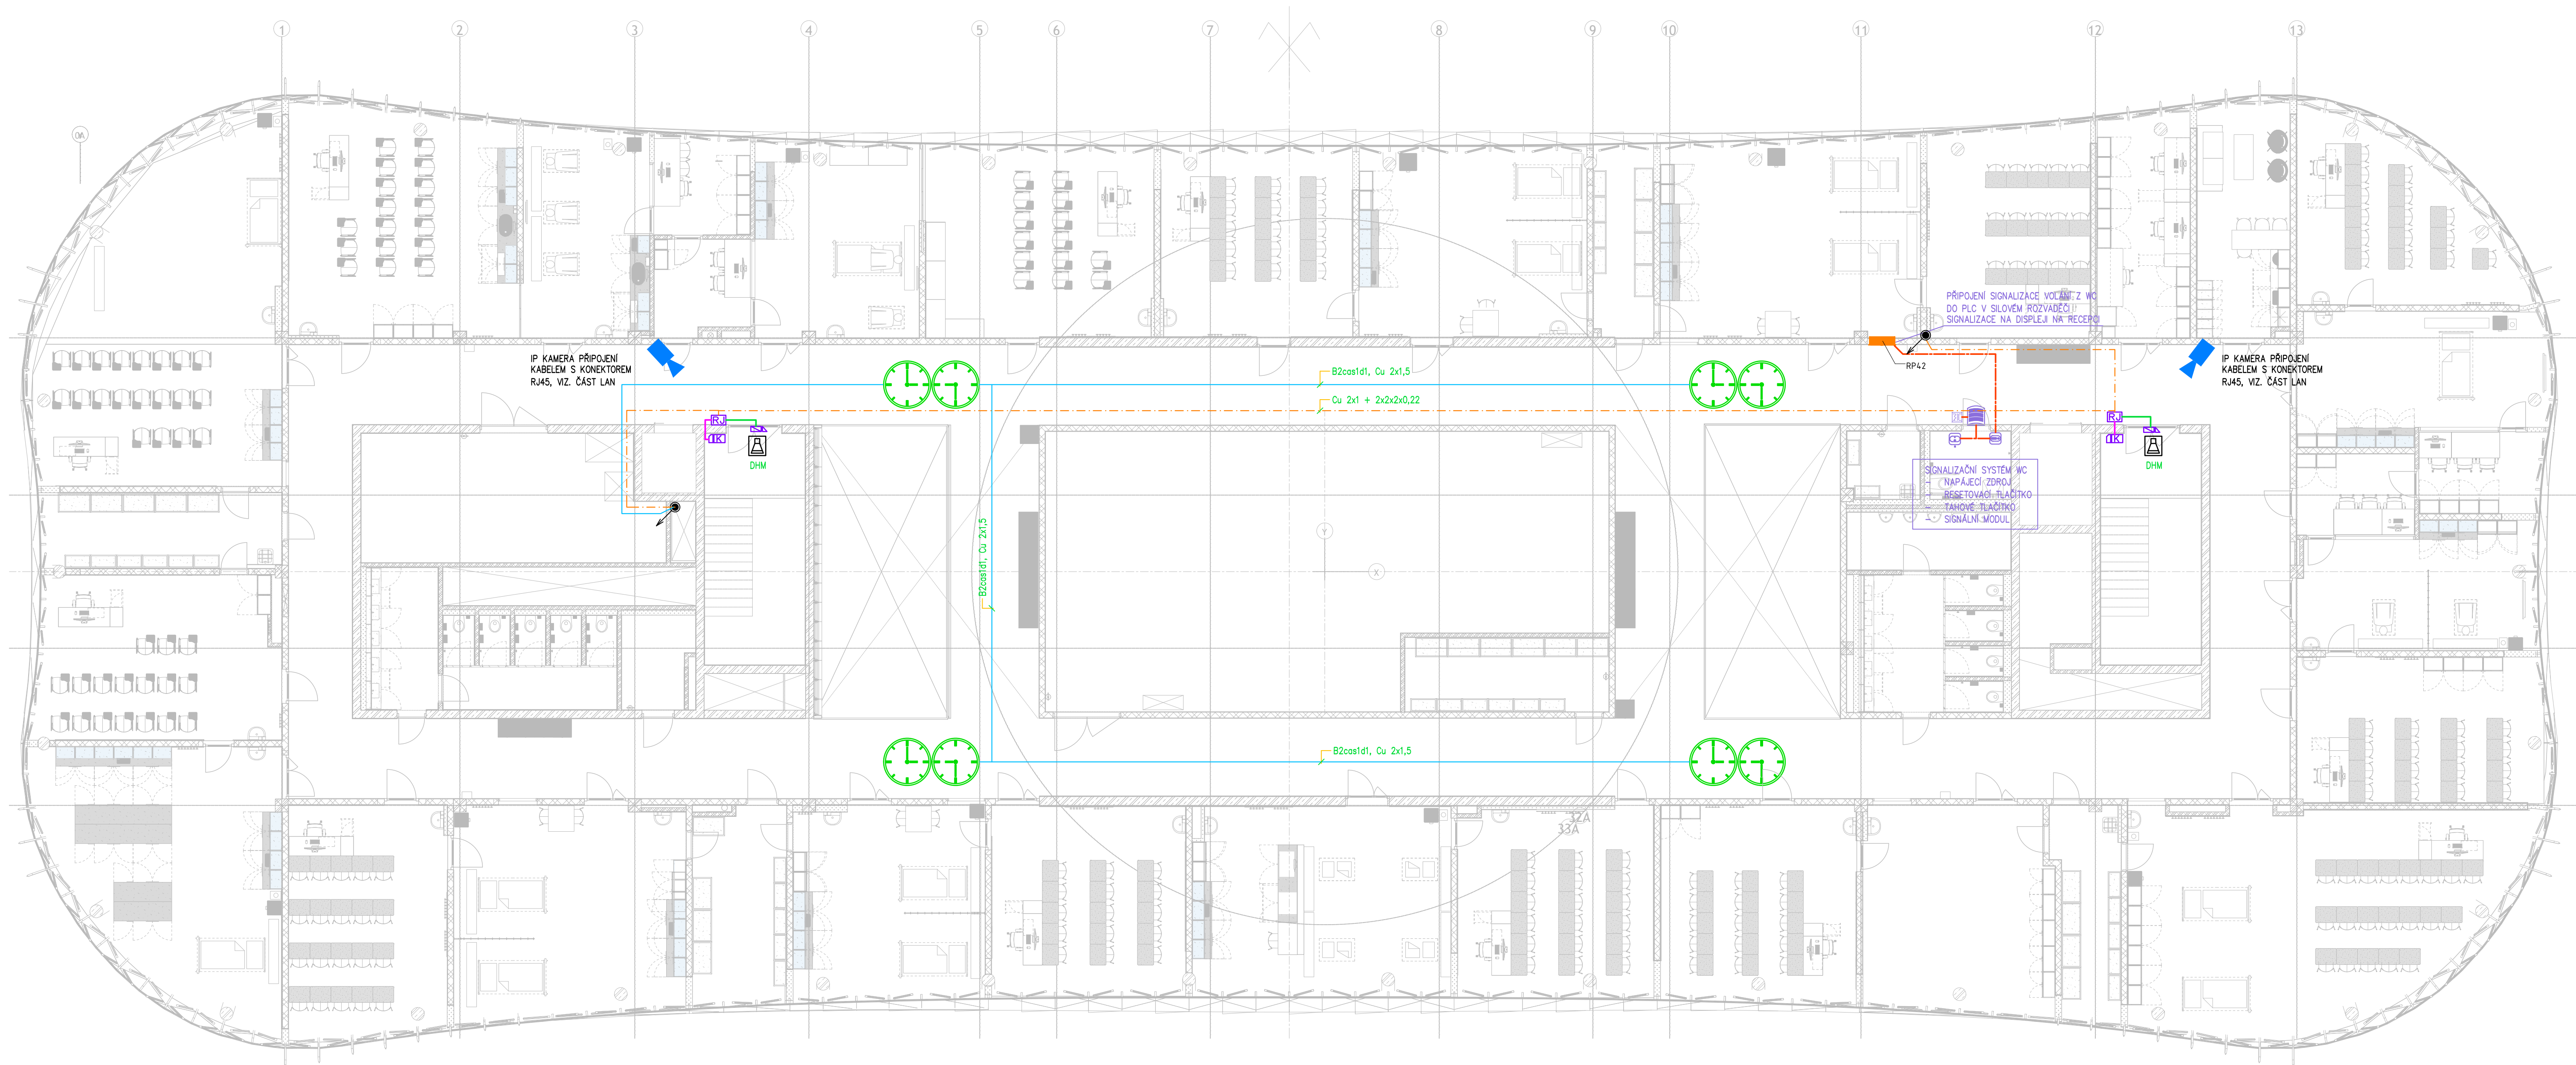 1
2
3
4
5
6
7
8
9
10
11
12
13
PŘIPOJENÍ SIGNALIZACE VOLÁNÍ Z WC
DO PLC V SILOVÉM ROZVADĚČI
SIGNALIZACE NA DISPLEJI NA RECEPCI
IP KAMERA PŘIPOJENÍ
KABELEM S KONEKTOREM
RJ45, VIZ. ČÁST LAN
B2cas1d1, Cu 2x1,5
Cu 2x1 + 2x2x2x0,22
RP42
IP KAMERA PŘIPOJENÍ
KABELEM S KONEKTOREM
RJ45, VIZ. ČÁST LAN
RJ
IK
DHM
RJ
IK
DHM
SIGNALIZAČNÍ SYSTÉM WC
- NAPÁJECÍ ZDROJ
- RESETOVACÍ TLAČÍTKO
- TAHOVÉ TLAČÍTKO
- SIGNÁLNÍ MODUL
B2cas1d1, Cu 2x1,5
Y
X
B2cas1d1, Cu 2x1,5
32A
33A